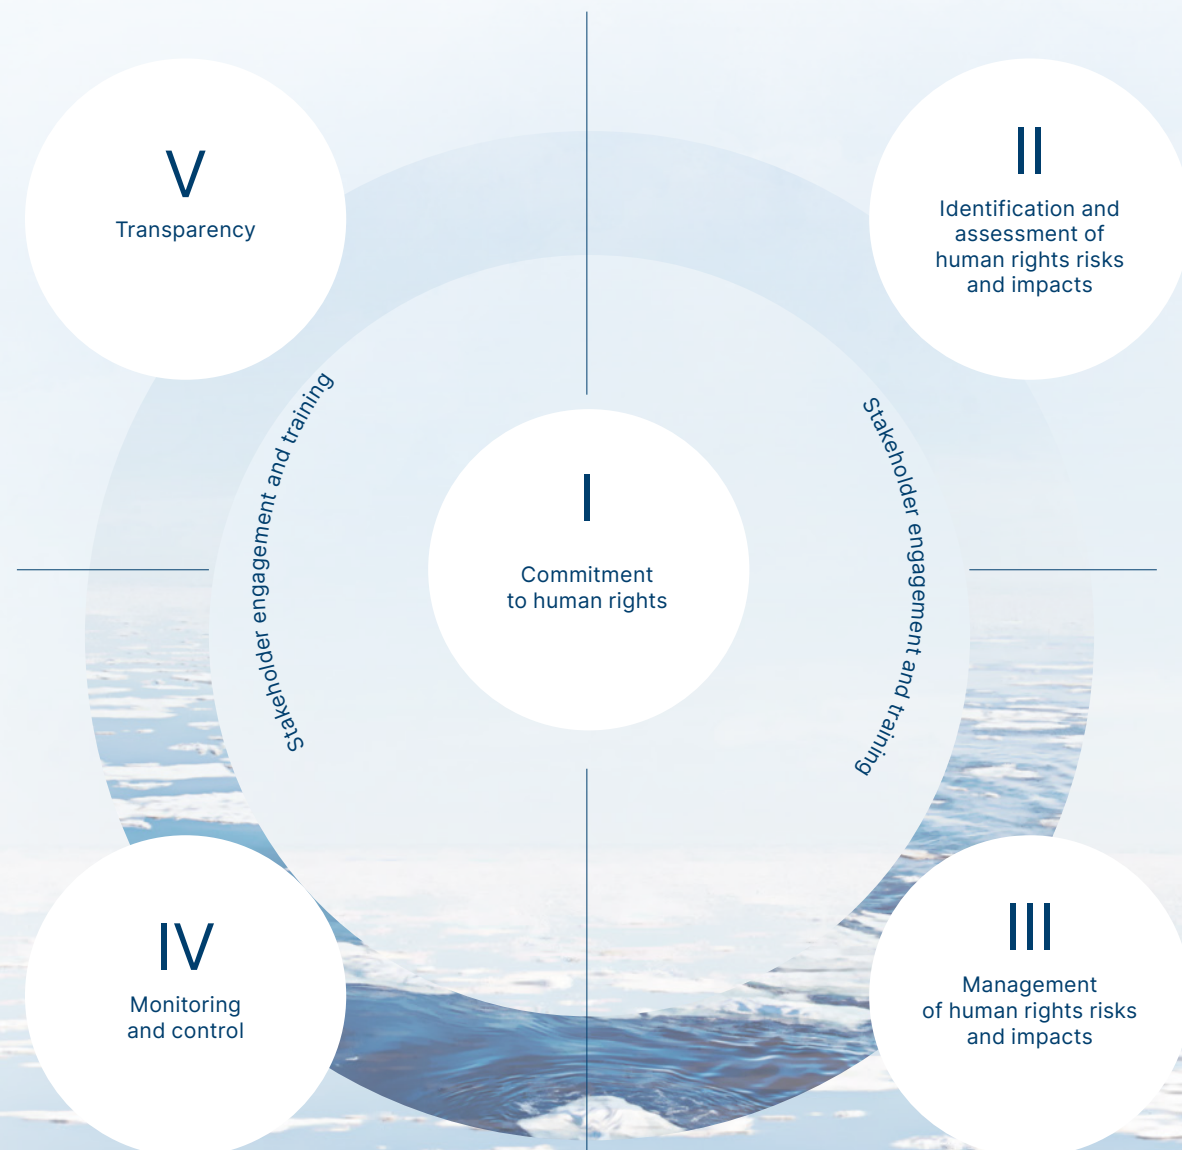 V
Transparency
II
Identification and
assessment of
human rights risks
and impacts
Stakeholder engagement and training
Stakeholder engagement and training
I
Commitment
to human rights
IV
Monitoring
and control
III
Management
of human rights risks
and impacts